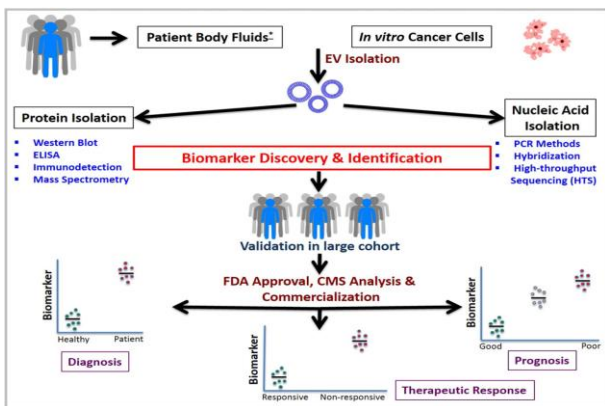 Patient Body Fluids*
In vitro Cancer Cells
EV Isolation
Protein Isolation
Nucleic Acid
Isolation
▪ Western Blot
▪ ELISA
▪ Immunodetection
▪ Mass Spectrometry
▪ PCR Methods
▪ Hybridization
▪ High-throughput
Sequencing (HTS)
Biomarker Discovery & Identification
Validation in large cohort
FDA Approval, CMS Analysis &
Commercialization
Biomarker
Healthy Patient
Diagnosis
Biomarker
Responsive Non-responsive
Therapeutic Response
Biomarker
Good Poor
Prognosis